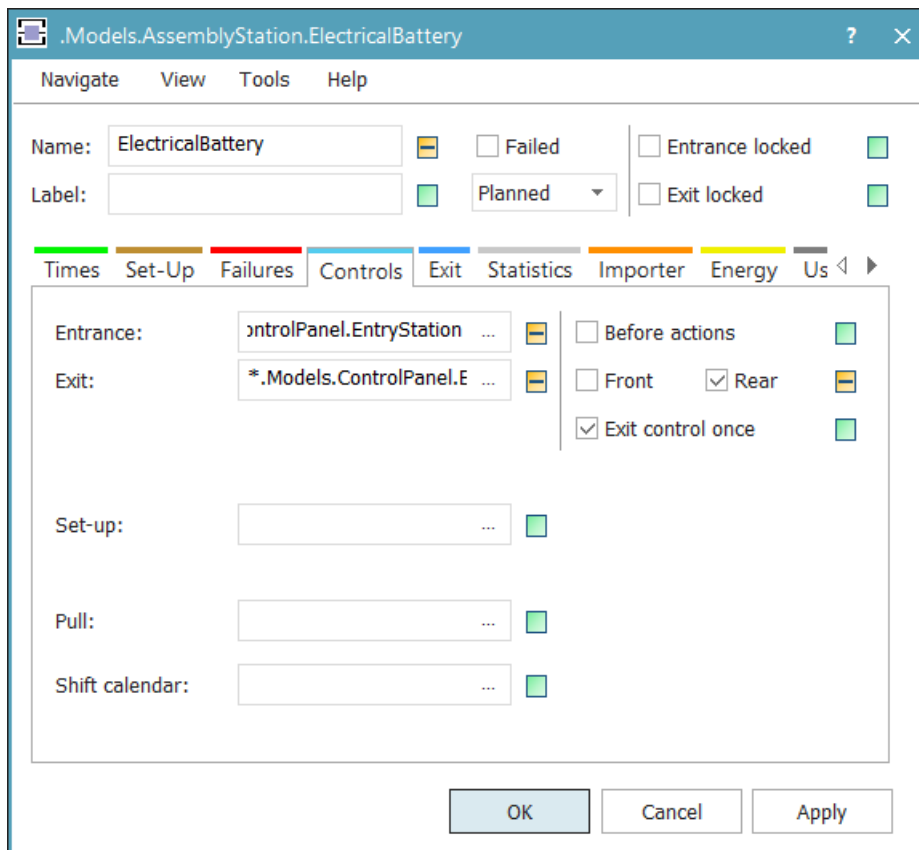 .Models.AssemblyStation.ElectricalBattery ?
Navigate View Tools Help
Name: ElectricalBattery Failed Entrance locked
Label: Planned Exit locked
Times Set-Up Failures Controls Exit Statistics Importer Energy Us
Entrance: ontrolPanel.EntryStation ... Before actions
Exit: *.Models.ControlPanel.E ... Front Rear
Exit control once
Set-up: ...
Pull: ...
Shift calendar: ...
OK Cancel Apply